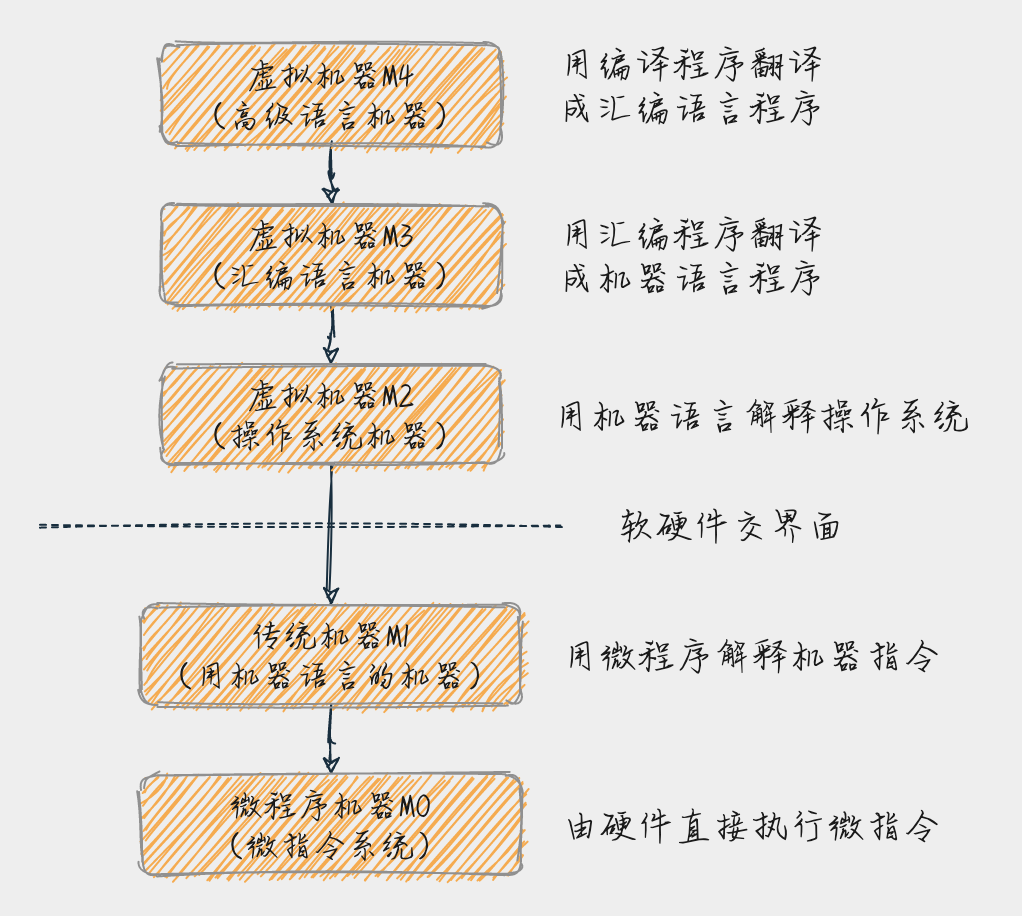 虚拟机器M4
(高级语言机器)
用编译程序翻译
成汇编语言程序
虚拟机器M3
(汇编语言机器)
用汇编程序翻译
成机器语言程序
虚拟机器M2
(操作系统机器)
用机器语言解释操作系统
软硬件交界面
传统机器M1
(用机器语言的机器)
用微程序解释机器指令
微程序机器M0
(微指令系统)
由硬件直接执行微指令